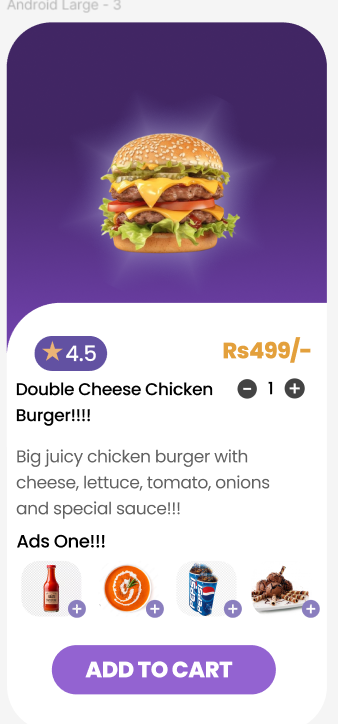 Android Large - 3
4.5
Rs499/-
Double Cheese Chicken
Burger!!!!
- 1 +
Big juicy chicken burger with
cheese, lettuce, tomato, onions
and special sauce!!!
Ads One!!!
pepsi
+ + + +
ADD TO CART